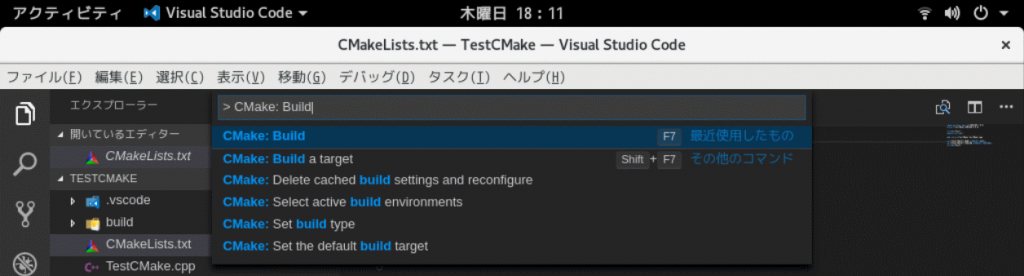 アクティビティ Visual Studio Code 木曜日 18:11
CMakeLists.txt — TestCMake — Visual Studio Code ×
ファイル(F) 編集(E) 選択(C) 表示(V) 移動(G) デバッグ(D) タスク(T) ヘルプ(H)
エクスプローラー
> CMake: Build
開いているエディター
CMake: Build F7 最近使用したもの
CMakeLists.txt
CMake: Build a target Shift + F7 その他のコマンド
TESTCMAKE
CMake: Delete cached build settings and reconfigure
.vscode
CMake: Select active build environments
build
CMake: Set build type
CMakeLists.txt
CMake: Set the default build target
TestCMake.cpp